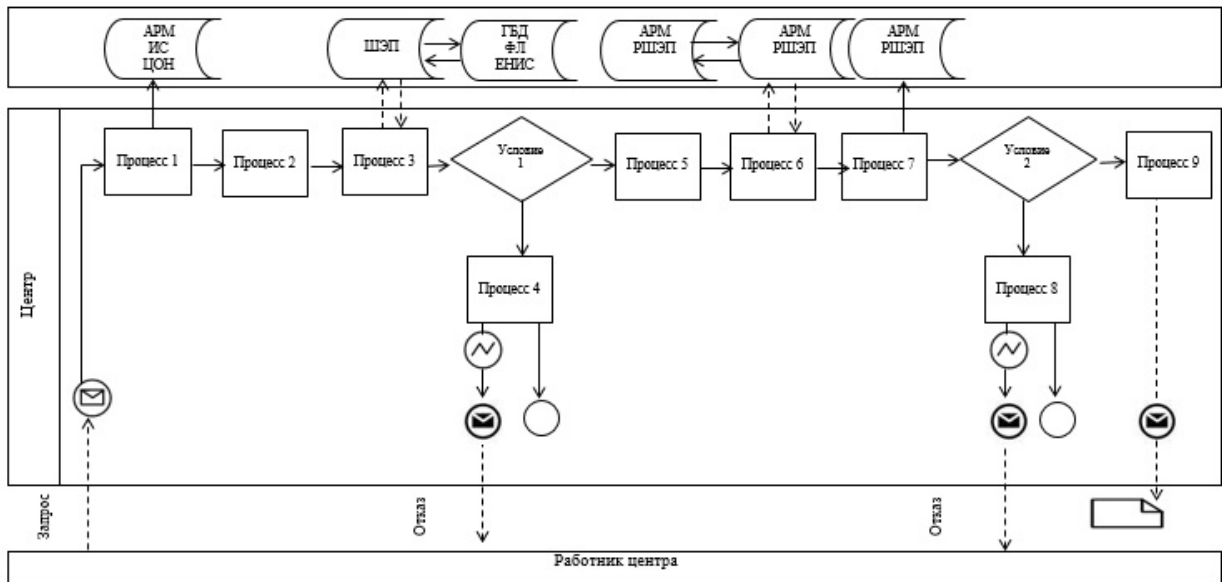 АРМ
ИС
ЦОН
ШЭП
ГБД
ФЛ
ЕНИС
АРМ
РШЭП
АРМ
РШЭП
АРМ
РШЭП
Центр
Процесс 1
Процесс 2
Процесс 3
Условие
1
Процесс 5
Процесс 6
Процесс 7
Условие
2
Процесс 9
Процесс 4
Процесс 8
Запрос
Отказ
Отказ
Работник центра